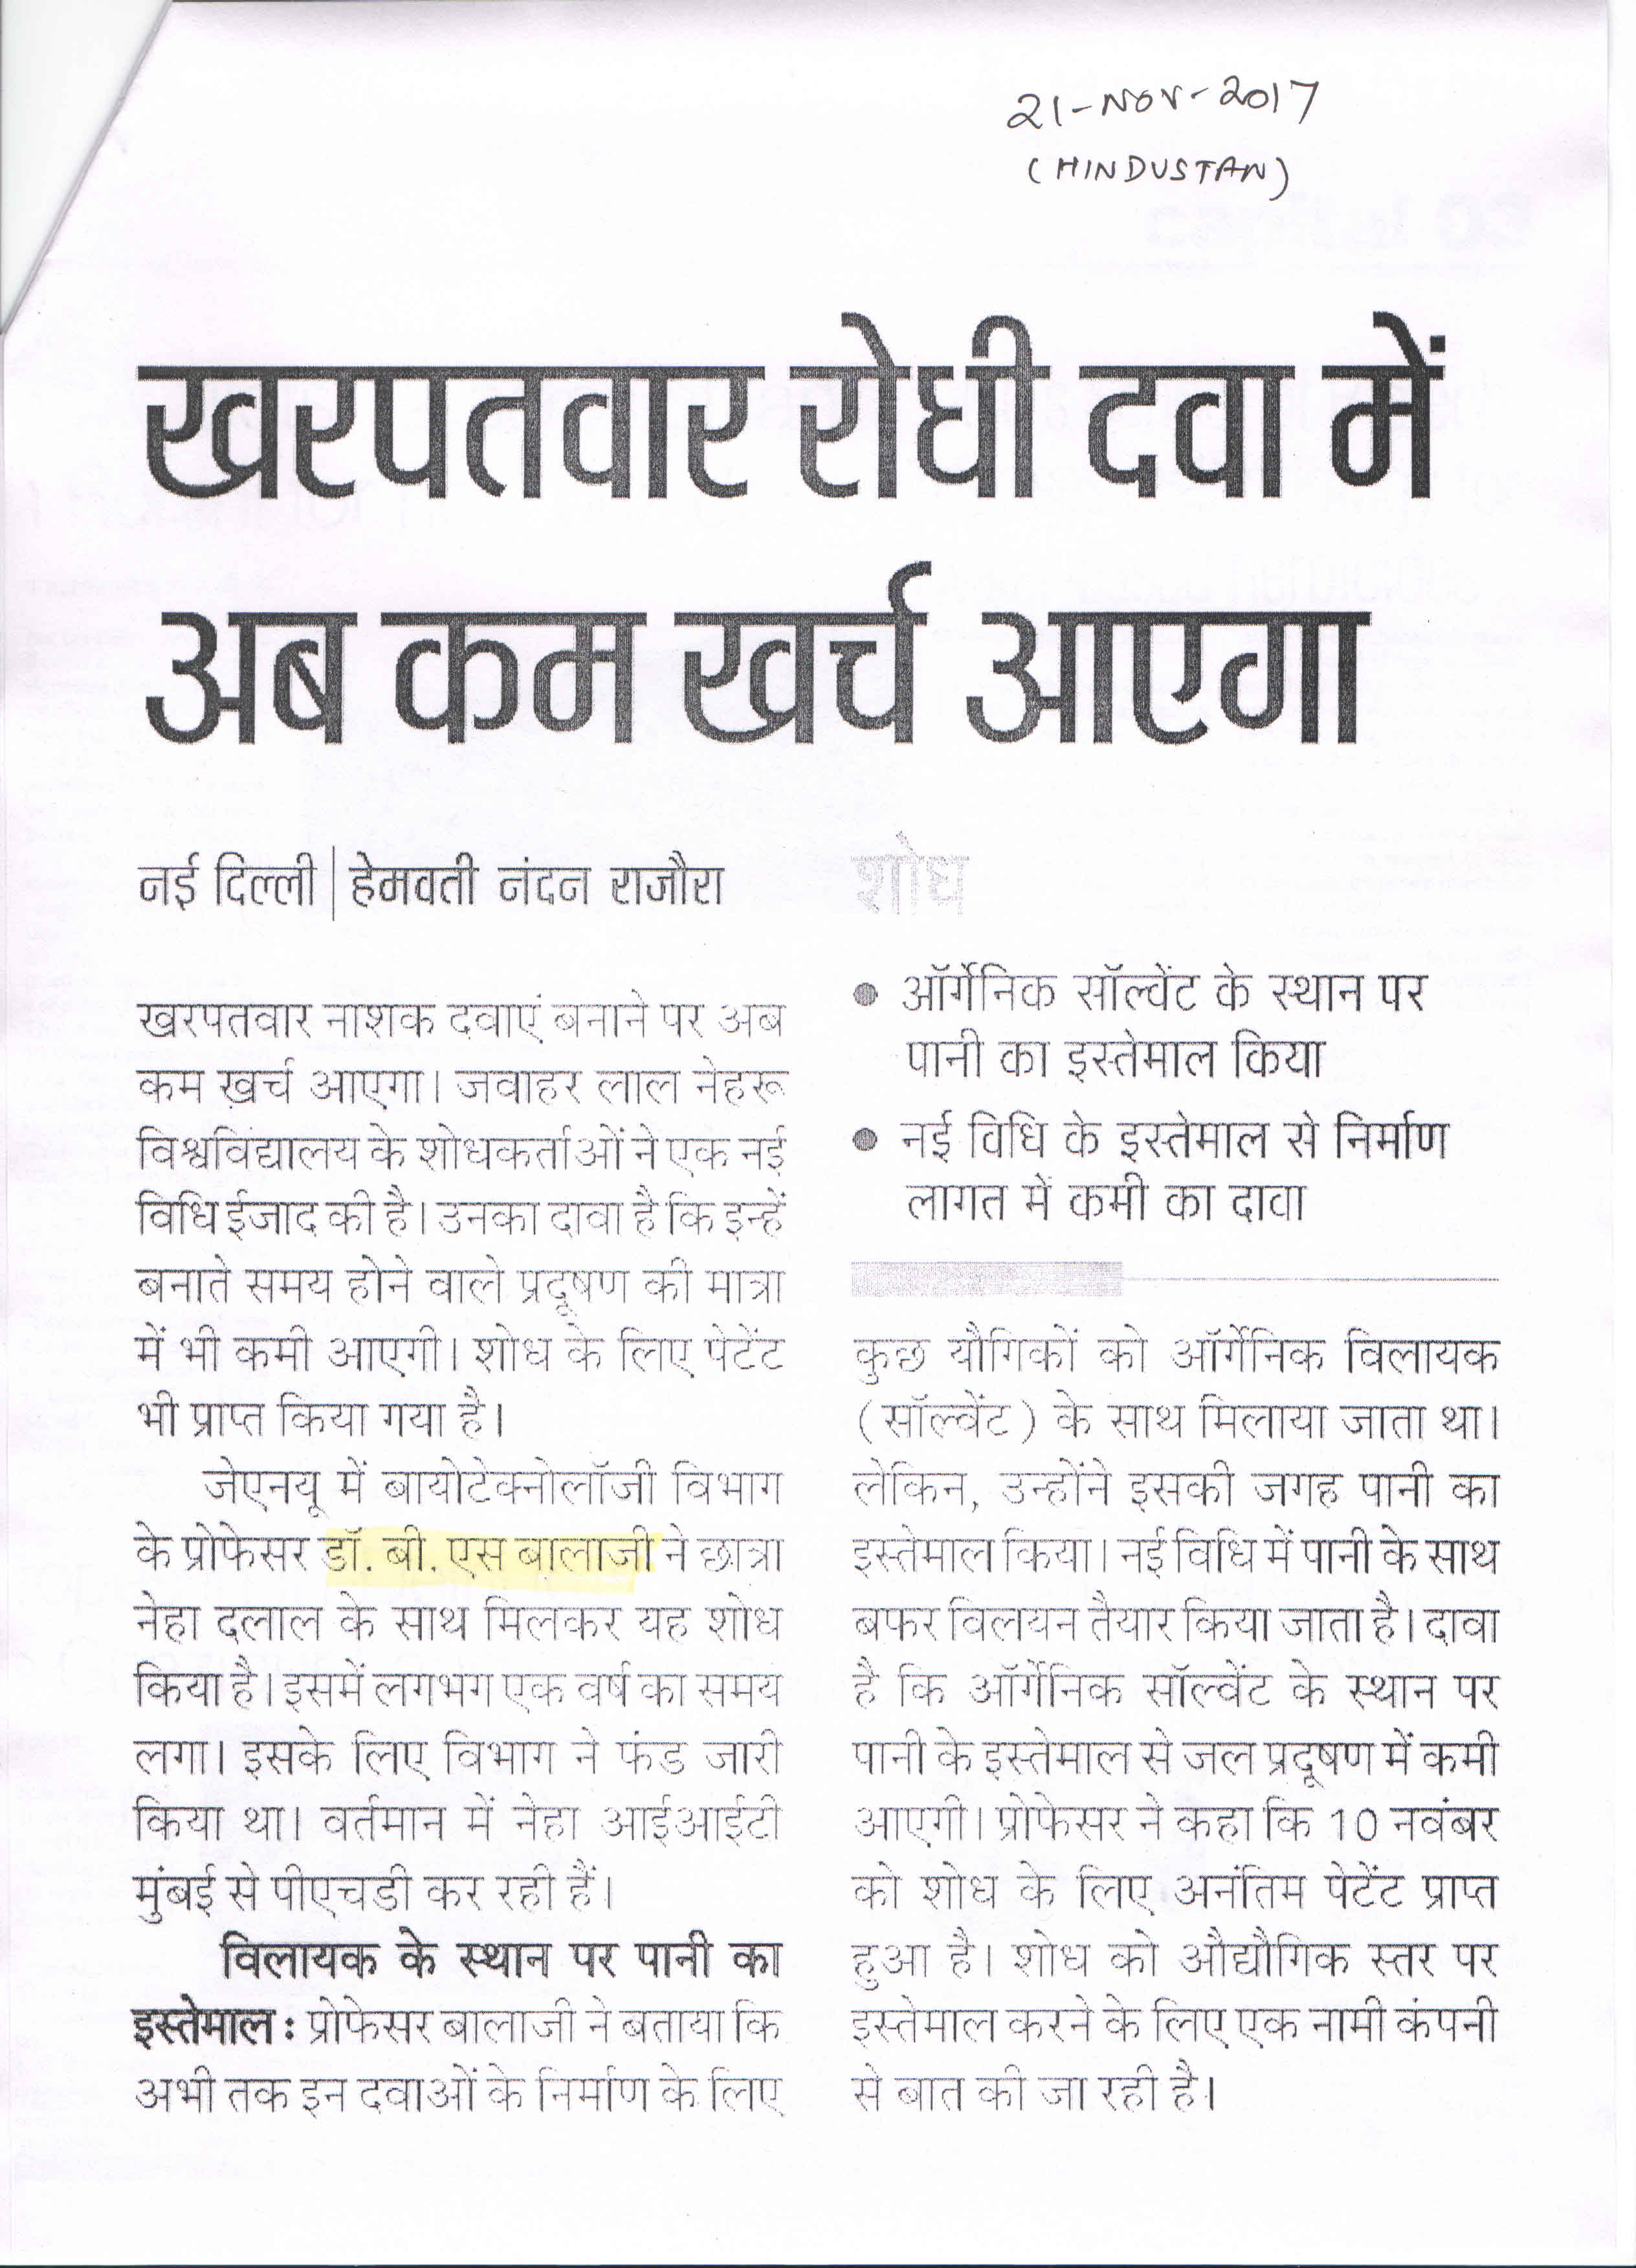 21-NOV-2017
(HINDUSTAN)
खरपतवार रोधी दवा में
अब कम खर्च आएगा
नई दिल्ली | हेमवती नंदन राजौरा
खरपतवार नाशक दवाएं बनाने पर अब
कम ख़र्च आएगा। जवाहर लाल नेहरू
विश्वविद्यालय के शोधकर्ताओं ने एक नई
विधि ईजाद की है। उनका दावा है कि इन्हें
बनाते समय होने वाले प्रदूषण की मात्रा
में भी कमी आएगी। शोध के लिए पेटेंट
भी प्राप्त किया गया है।
जेएनयू में बायोटेक्नोलॉजी विभाग
के प्रोफेसर डॉ. बी. एस बालाजी ने छात्रा
नेहा दलाल के साथ मिलकर यह शोध
किया है। इसमें लगभग एक वर्ष का समय
लगा। इसके लिए विभाग ने फंड जारी
किया था। वर्तमान में नेहा आईआईटी
मुंबई से पीएचडी कर रही हैं।
विलायक के स्थान पर पानी का
इस्तेमाल : प्रोफेसर बालाजी ने बताया कि
अभी तक इन दवाओं के निर्माण के लिए
शोध
● ऑर्गेनिक सॉल्वेंट के स्थान पर
पानी का इस्तेमाल किया
● नई विधि के इस्तेमाल से निर्माण
लागत में कमी का दावा
कुछ यौगिकों को ऑर्गेनिक विलायक
(सॉल्वेंट) के साथ मिलाया जाता था।
लेकिन, उन्होंने इसकी जगह पानी का
इस्तेमाल किया। नई विधि में पानी के साथ
बफर विलयन तैयार किया जाता है। दावा
है कि ऑर्गेनिक सॉल्वेंट के स्थान पर
पानी के इस्तेमाल से जल प्रदूषण में कमी
आएगी। प्रोफेसर ने कहा कि 10 नवंबर
को शोध के लिए अनंतिम पेटेंट प्राप्त
हुआ है। शोध को औद्यौगिक स्तर पर
इस्तेमाल करने के लिए एक नामी कंपनी
से बात की जा रही है।